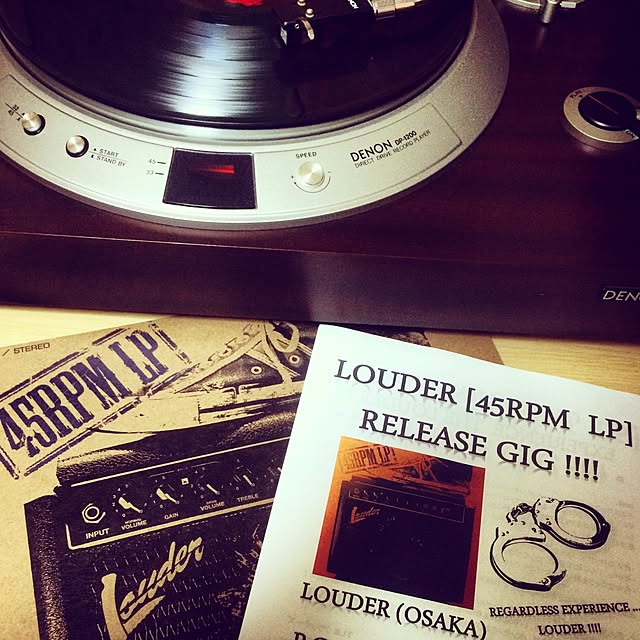 START
STAND BY
45
33
SPEED
DENON DP-1200
DIRECT DRIVE RECORD PLAYER
/ STEREO
45RPM LP!
INPUT
VOLUME
GAIN
VOLUME
TREBLE
Louder
LOUDER [45RPM LP]
RELEASE GIG !!!!
45RPM LP!
Louder
LOUDER (OSAKA)
REGARDLESS EXPERIENCE ...
LOUDER !!!!